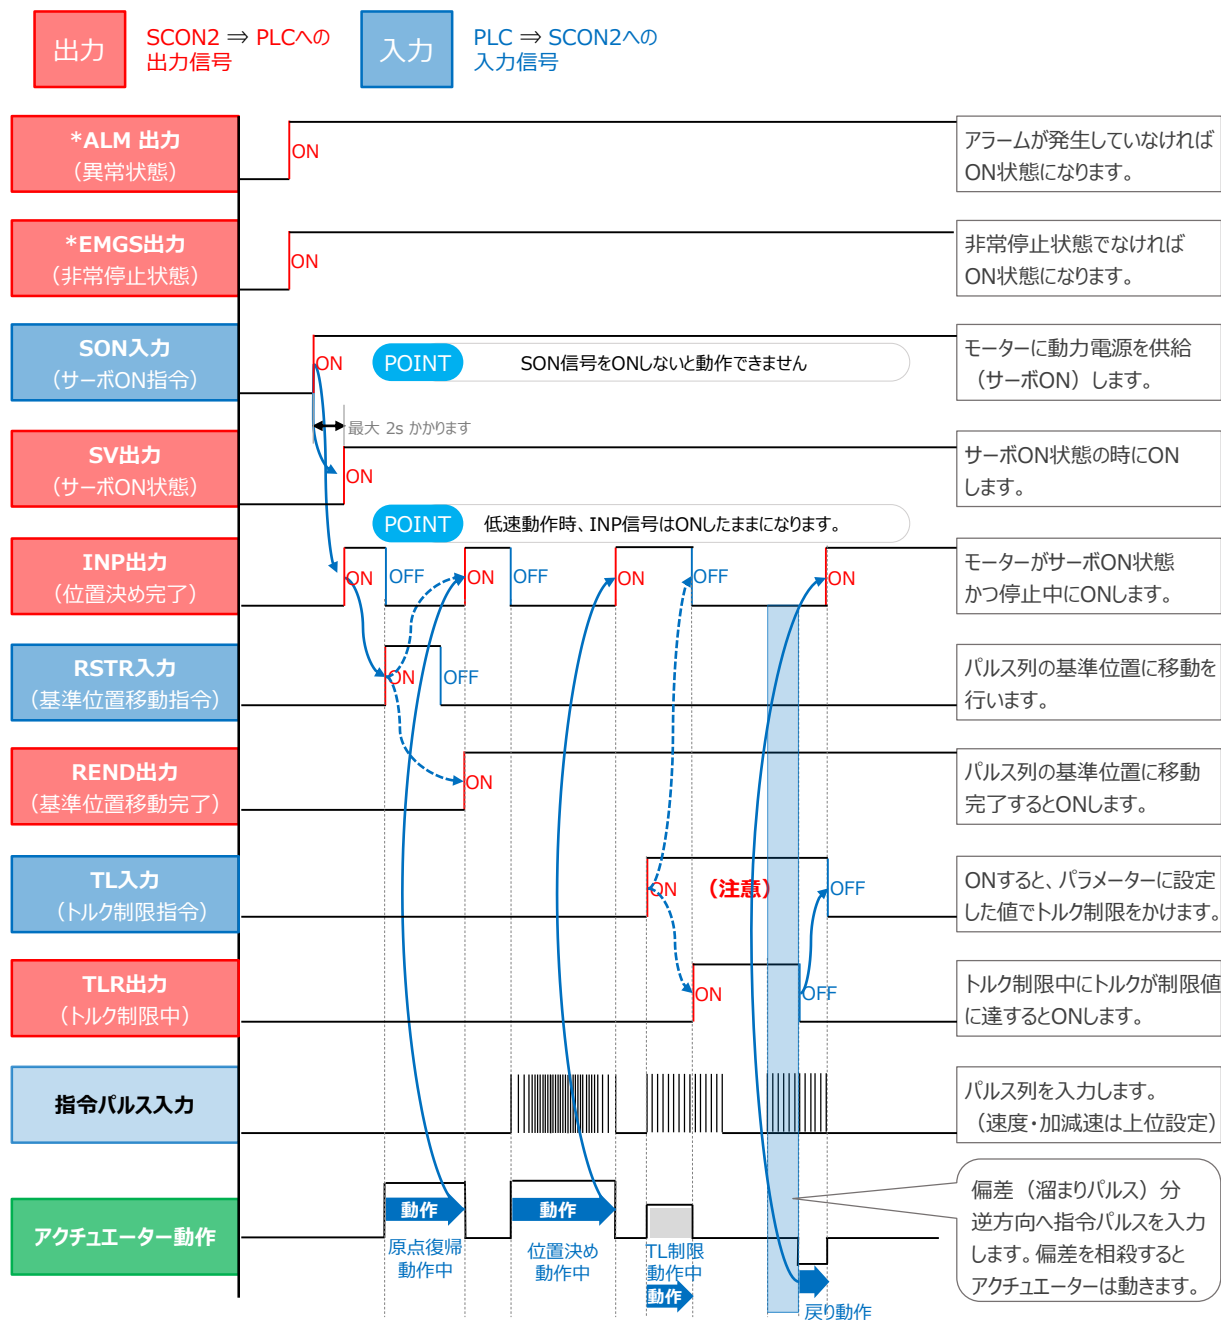 出力
SCON2 ⇒ PLCへの
出力信号
入力
PLC ⇒ SCON2への
入力信号
*ALM 出力
（異常状態）
ON
アラームが発生していなければ
ON状態になります。
*EMGS出力
（非常停止状態）
ON
非常停止状態でなければ
ON状態になります。
SON入力
（サーボON指令）
ON
POINT
SON信号をONしないと動作できません
モーターに動力電源を供給
（サーボON）します。
最大 2s かかります
SV出力
（サーボON状態）
ON
サーボON状態の時にON
します。
POINT
低速動作時、INP信号はONしたままになります。
INP出力
（位置決め完了）
ON
OFF
ON
OFF
ON
OFF
ON
モーターがサーボON状態
かつ停止中にONします。
RSTR入力
（基準位置移動指令）
ON
OFF
パルス列の基準位置に移動を
行います。
REND出力
（基準位置移動完了）
ON
パルス列の基準位置に移動
完了するとONします。
TL入力
（トルク制限指令）
ON
（注意）
OFF
ONすると、パラメーターに設定
した値でトルク制限をかけます。
TLR出力
（トルク制限中）
ON
OFF
トルク制限中にトルクが制限値
に達するとONします。
指令パルス入力
パルス列を入力します。
（速度・加減速は上位設定）
アクチュエーター動作
動作
原点復帰
動作中
動作
位置決め
動作中
TL制限
動作中
動作
戻り動作
偏差（溜まりパルス）分
逆方向へ指令パルスを入力
します。偏差を相殺すると
アクチュエーターは動きます。